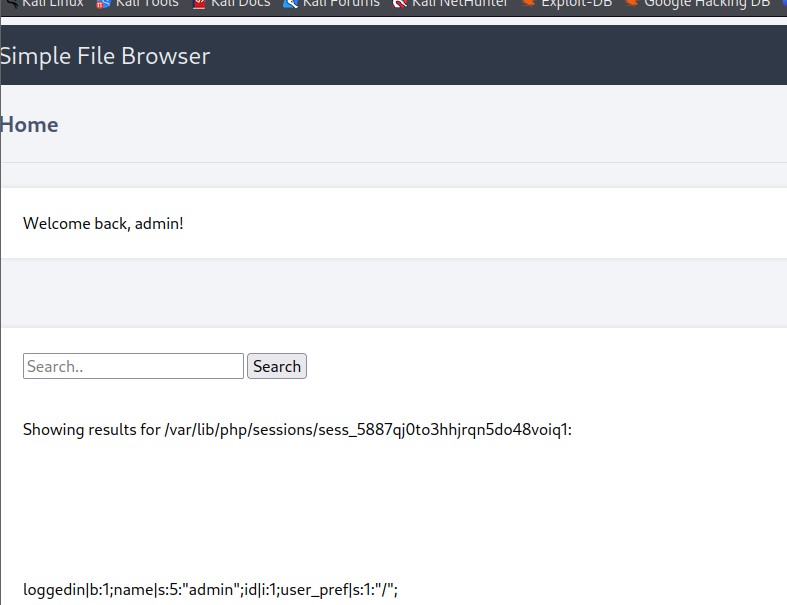 Kali Linux Kali Tools Kali Docs Kali Forums Kali NetHunter Exploit-DB Google Hacking DB
Simple File Browser
Home
Welcome back, admin!
Search.. Search
Showing results for /var/lib/php/sessions/sess_5887qj0to3hhjrqn5do48voiq1:
loggedin|b:1;name|s:5:"admin";id|i:1;user_pref|s:1:"/";